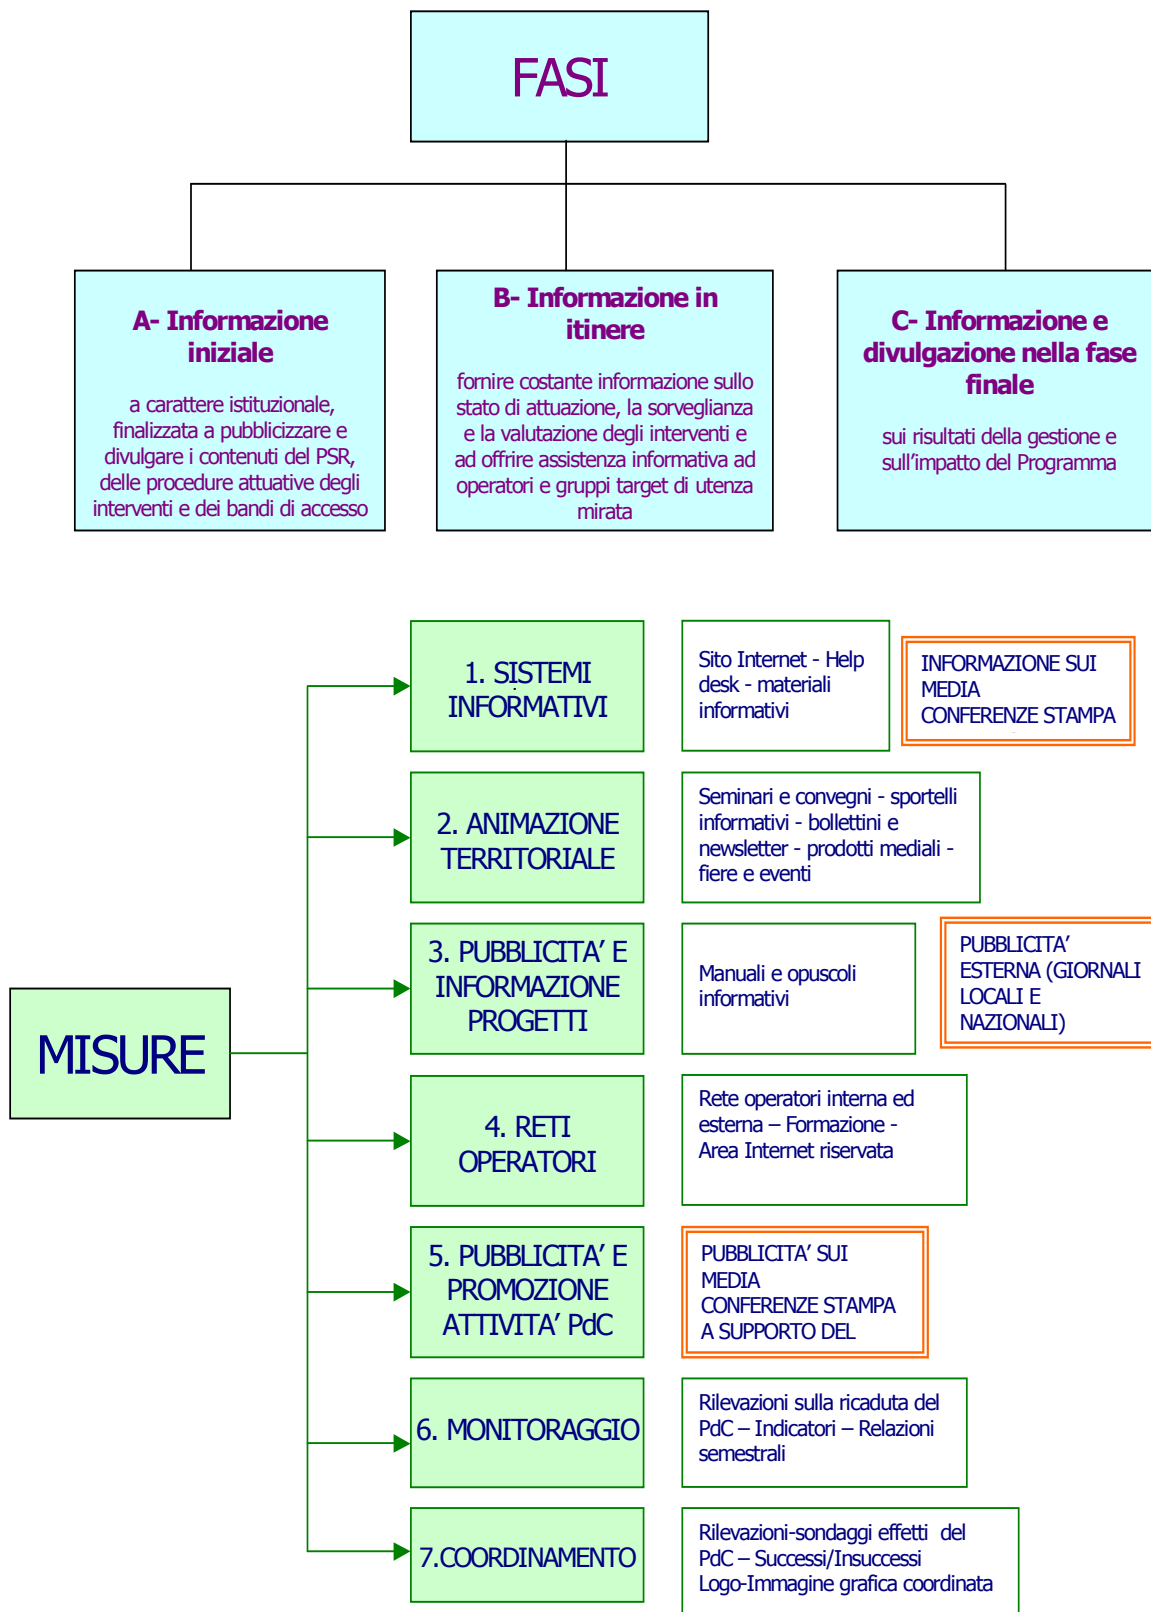 FASI
A- Informazione
iniziale
a carattere istituzionale,
finalizzata a pubblicizzare e
divulgare i contenuti del PSR,
delle procedure attuative degli
interventi e dei bandi di accesso
B- Informazione in
itinere
fornire costante informazione sullo
stato di attuazione, la sorveglianza
e la valutazione degli interventi e
ad offrire assistenza informativa ad
operatori e gruppi target di utenza
mirata
C- Informazione e
divulgazione nella fase
finale
sui risultati della gestione e
sull'impatto del Programma
MISURE
1. SISTEMI
INFORMATIVI
Sito Internet - Help
desk - materiali
informativi
INFORMAZIONE SUI
MEDIA
CONFERENZE STAMPA
2. ANIMAZIONE
TERRITORIALE
Seminari e convegni - sportelli
informativi - bollettini e
newsletter - prodotti mediali -
fiere e eventi
3. PUBBLICITA' E
INFORMAZIONE
PROGETTI
Manuali e opuscoli
informativi
PUBBLICITA'
ESTERNA (GIORNALI
LOCALI E
NAZIONALI)
4. RETI
OPERATORI
Rete operatori interna ed
esterna – Formazione -
Area Internet riservata
5. PUBBLICITA' E
PROMOZIONE
ATTIVITA' PdC
PUBBLICITA' SUI
MEDIA
CONFERENZE STAMPA
A SUPPORTO DEL
6. MONITORAGGIO
Rilevazioni sulla ricaduta del
PdC – Indicatori – Relazioni
semestrali
7.COORDINAMENTO
Rilevazioni-sondaggi effetti  del
PdC – Successi/Insuccessi
Logo-Immagine grafica coordinata